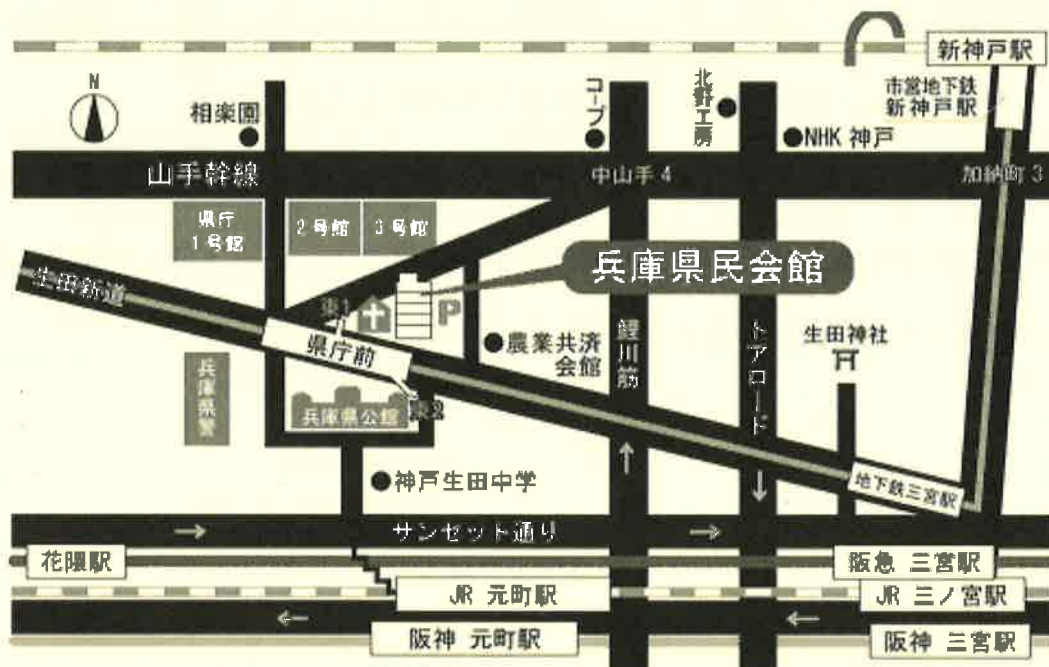 新神戸駅
N
相楽園
コープ
北野工房
NHK 神戸
市営地下鉄
新神戸駅
山手幹線
中山手 4
加納町 3
県庁
1 号館
2 号館
3 号館
兵庫県民会館
生田新道
東1
P
県庁前
農業共済
会館
鯉川筋
トアロード
生田神社
兵庫県警
兵庫県公館
東2
神戸生田中学
地下鉄三宮駅
サンセット通り
花隈駅
阪急 三宮駅
JR 元町駅
JR 三ノ宮駅
阪神 元町駅
阪神 三宮駅